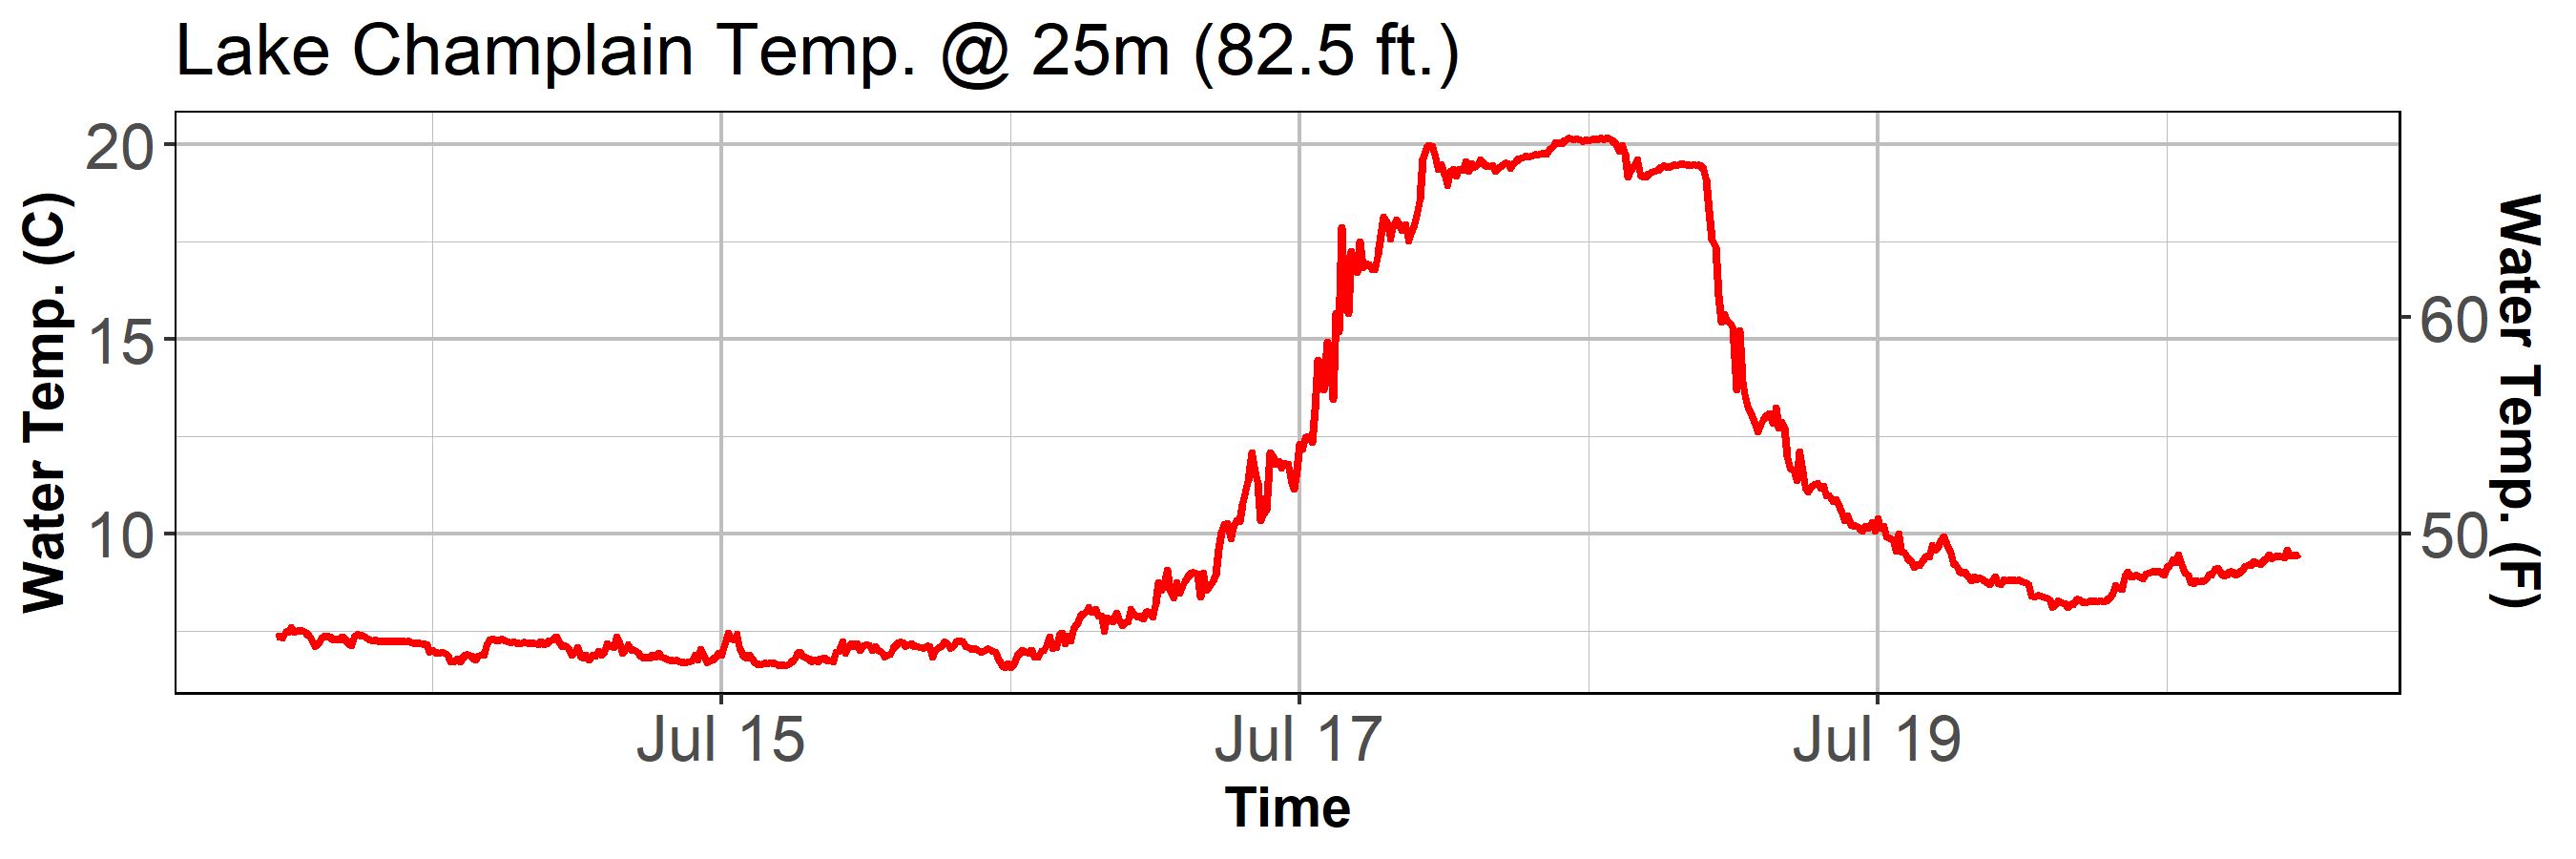 Lake Champlain Temp. @ 25m (82.5 ft.)
Water Temp. (C)
20
15
10
60
50
Water Temp. (F)
Jul 15
Jul 17
Jul 19
Time